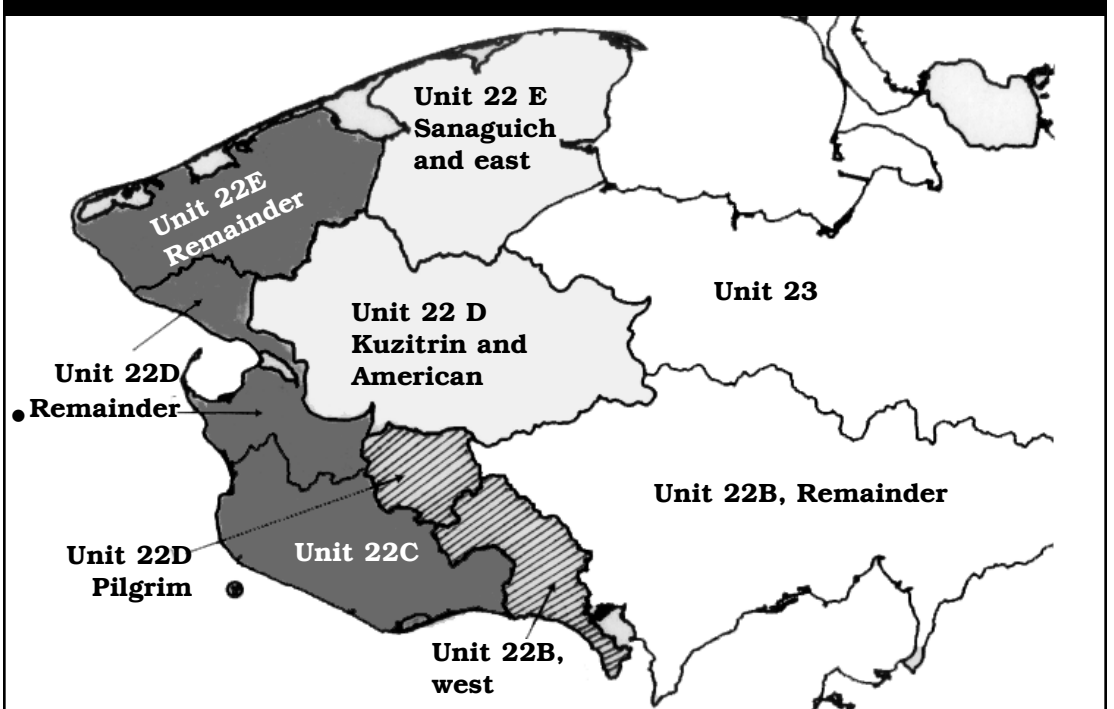 Unit 22 E
Sanaguich
and east
Unit 22E
Remainder
Unit 23
Unit 22 D
Kuzitrin and
American
Unit 22D
Remainder
Unit 22B, Remainder
Unit 22C
Unit 22D
Pilgrim
Unit 22B,
west